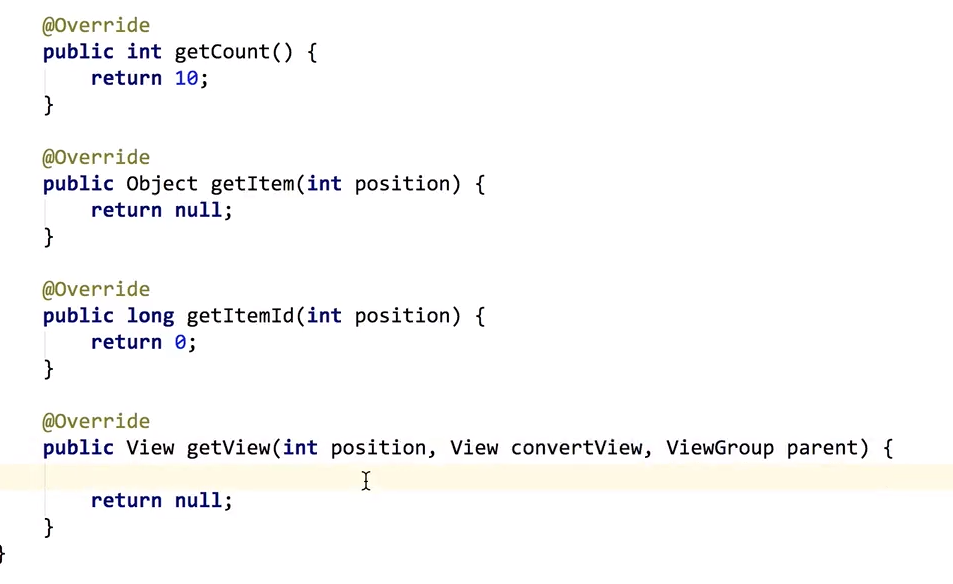 @Override
public int getCount() {
return 10;
}
@Override
public Object getItem(int position) {
return null;
}
@Override
public long getItemId(int position) {
return 0;
}
@Override
public View getView(int position, View convertView, ViewGroup parent) {
return null;
}
}